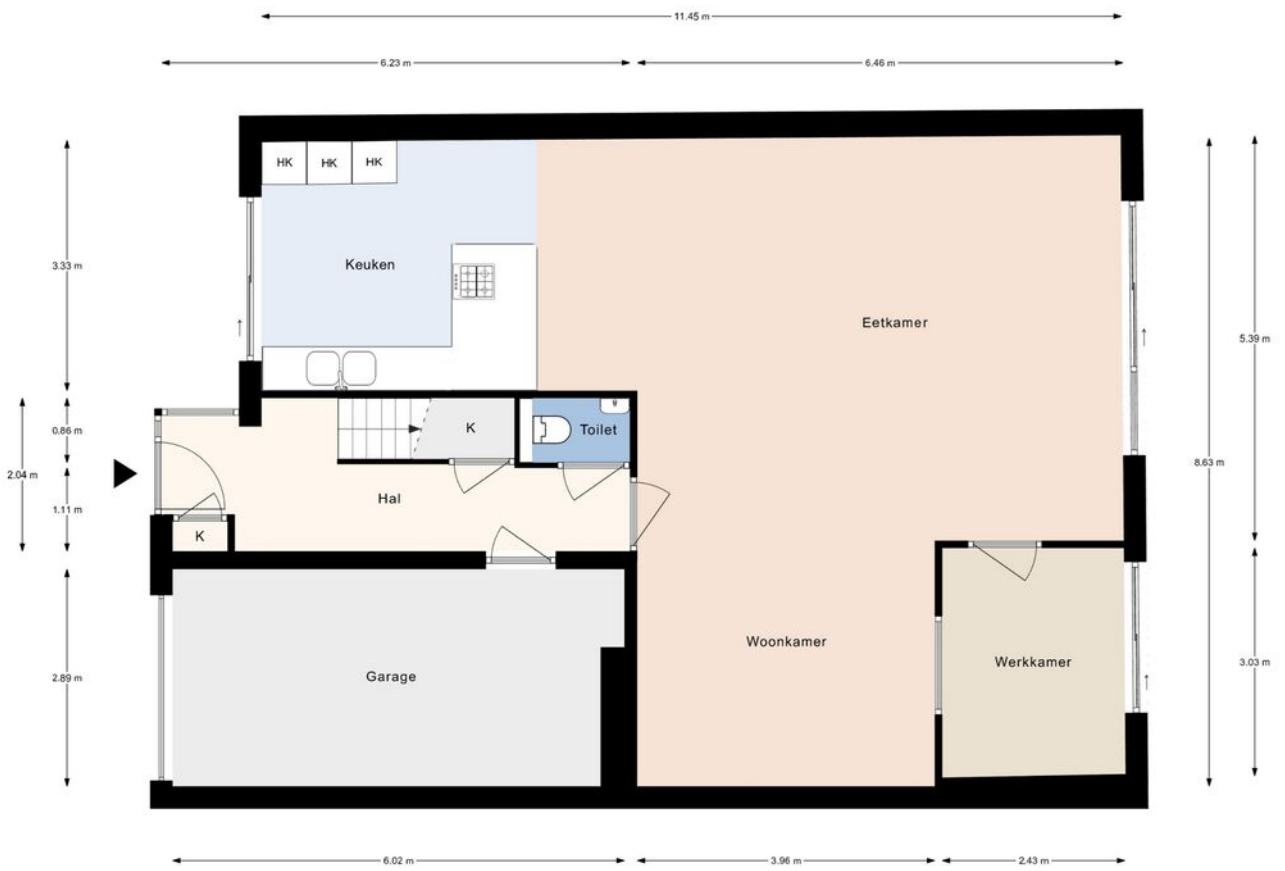 11.45 m
6.23 m
6.46 m
HK
HK
HK
3.33 m
Keuken
Eetkamer
5.39 m
0.86 m
K
Toilet
8.63 m
2.04 m
Hal
1.11 m
K
Woonkamer
Werkkamer
3.03 m
2.89 m
Garage
6.02 m
3.96 m
2.43 m